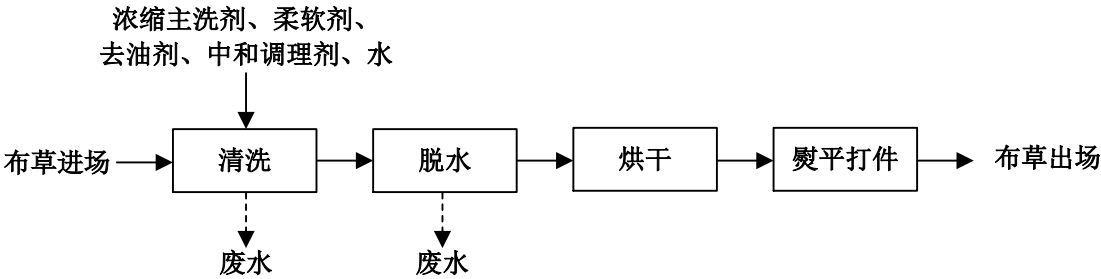 浓缩主洗剂、柔软剂、
去油剂、中和调理剂、水
布草进场
清洗
脱水
烘干
熨平打件
布草出场
废水
废水